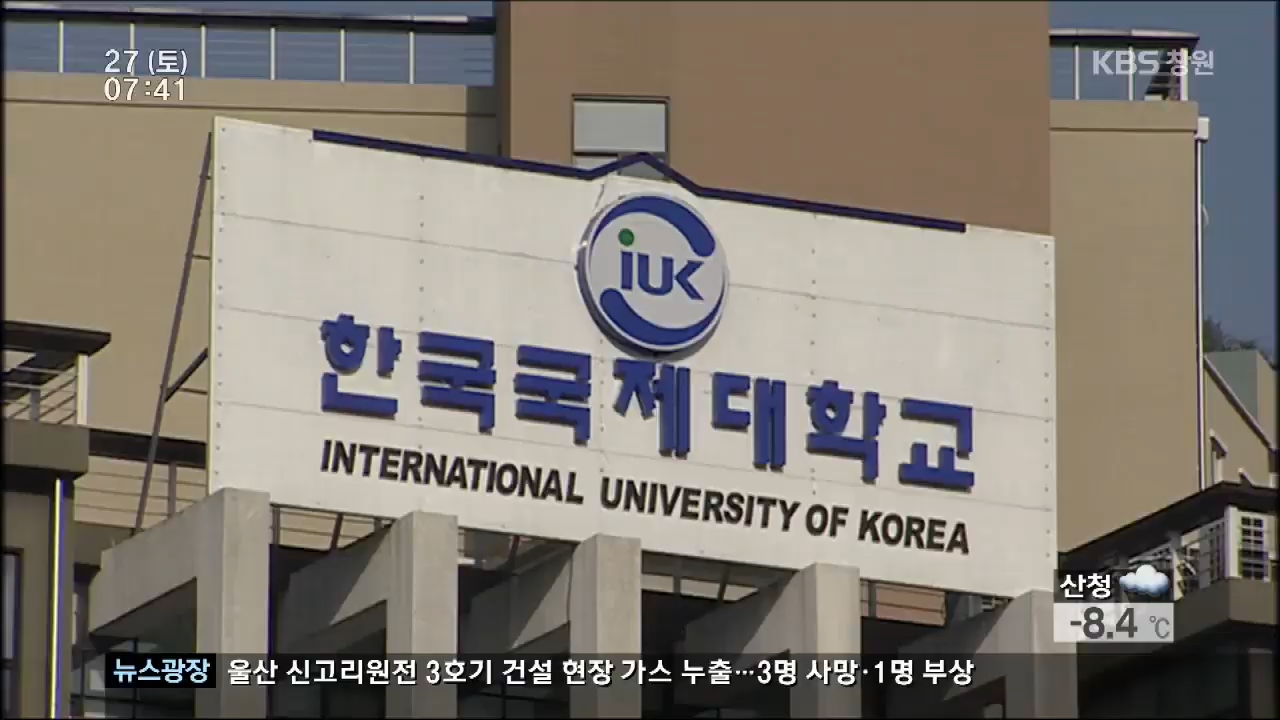 27 (토)
07:41
KBS 창원
iUK
한국국제대학교
INTERNATIONAL UNIVERSITY OF KOREA
산청
-8.4 ℃
뉴스광장 울산 신고리원전 3호기 건설 현장 가스 누출…3명 사망·1명 부상